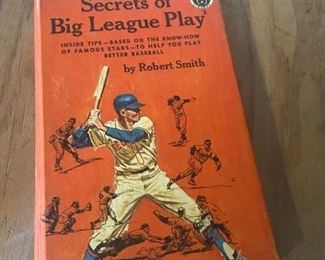 Secrets of
Big League Play
INSIDE TIPS—BASED ON THE KNOW-HOW
OF FAMOUS STARS—TO HELP YOU PLAY
BETTER BASEBALL
by Robert Smith